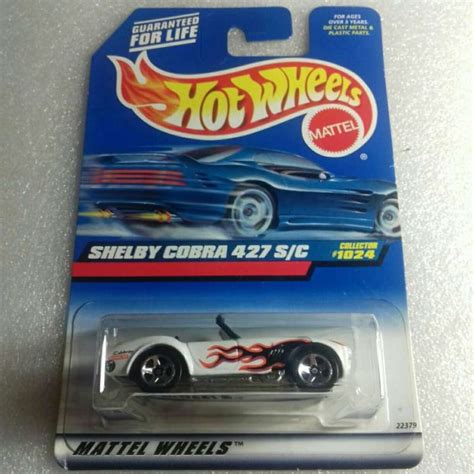 GUARANTEED
FOR LIFE
FOR AGES
OVER 3 YEARS.
DIE CAST METAL &
PLASTIC PARTS.
Hot Wheels
MATTEL
®
SHELBY COBRA 427 S/C
COLLECTOR
#1024
22379
MATTEL WHEELS™